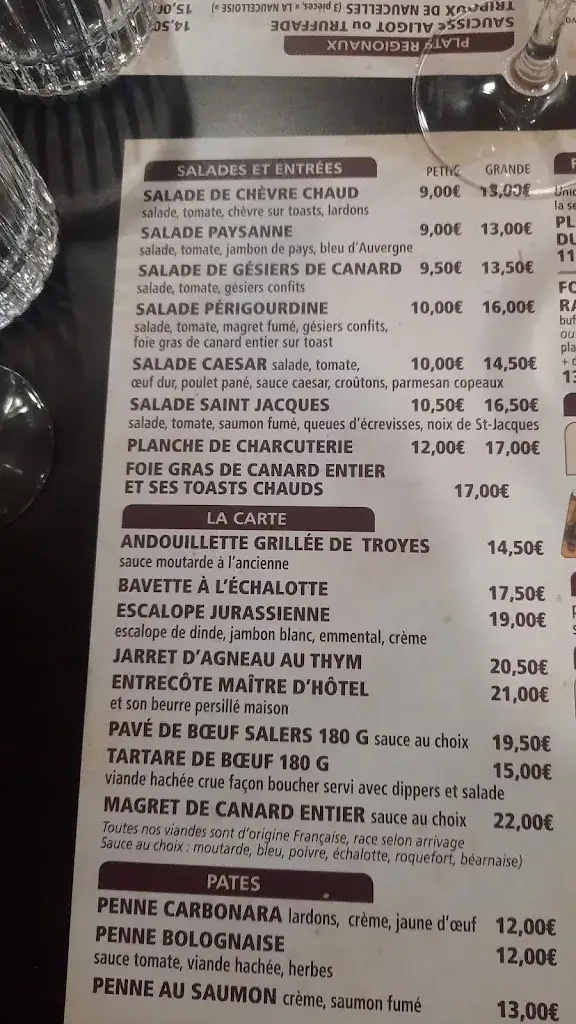 PLATS REGIONAUX
SAUCISSE ALIGOT ou TRUFFADE 14,50
TRIPOUX DE NAUCELLES (3 pièces, « LA NAUCELLOISE ») 15,00
SALADES ET ENTRÉES PETITE GRANDE
SALADE DE CHÈVRE CHAUD 9,00€ 13,00€
salade, tomate, chèvre sur toasts, lardons
SALADE PAYSANNE 9,00€ 13,00€
salade, tomate, jambon de pays, bleu d'Auvergne
SALADE DE GÉSIERS DE CANARD 9,50€ 13,50€
salade, tomate, gésiers confits
SALADE PÉRIGOURDINE 10,00€ 16,00€
salade, tomate, magret fumé, gésiers confits,
foie gras de canard entier sur toast
SALADE CAESAR salade, tomate, 10,00€ 14,50€
œuf dur, poulet pané, sauce caesar, croûtons, parmesan copeaux
SALADE SAINT JACQUES 10,50€ 16,50€
salade, tomate, saumon fumé, queues d'écrevisses, noix de St-Jacques
PLANCHE DE CHARCUTERIE 12,00€ 17,00€
FOIE GRAS DE CANARD ENTIER
ET SES TOASTS CHAUDS 17,00€
LA CARTE
ANDOUILLETTE GRILLÉE DE TROYES 14,50€
sauce moutarde à l'ancienne
BAVETTE À L'ÉCHALOTTE 17,50€
ESCALOPE JURASSIENNE 19,00€
escalope de dinde, jambon blanc, emmental, crème
JARRET D'AGNEAU AU THYM 20,50€
ENTRECÔTE MAÎTRE D'HÔTEL 21,00€
et son beurre persillé maison
PAVÉ DE BŒUF SALERS 180 G sauce au choix 19,50€
TARTARE DE BŒUF 180 G 15,00€
viande hachée crue façon boucher servi avec dippers et salade
MAGRET DE CANARD ENTIER sauce au choix 22,00€
Toutes nos viandes sont d'origine Française, race selon arrivage
Sauce au choix : moutarde, bleu, poivre, échalotte, roquefort, béarnaise)
PATES
PENNE CARBONARA lardons, crème, jaune d'œuf 12,00€
PENNE BOLOGNAISE 12,00€
sauce tomate, viande hachée, herbes
PENNE AU SAUMON crème, saumon fumé 13,00€